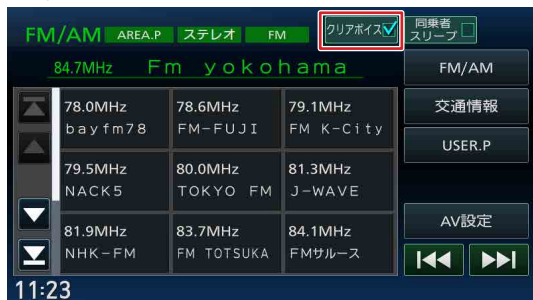 FM/AM AREA.P ステレオ FM クリアボイス 同乗者
スリープ
84.7MHz Fm yokohama FM/AM
78.0MHz 78.6MHz 79.1MHz 交通情報
bayfm78 FM-FUJI FM K-City
USER.P
79.5MHz 80.0MHz 81.3MHz
NACK5 TOKYO FM J-WAVE
81.9MHz 83.7MHz 84.1MHz AV設定
NHK-FM FM TOTSUKA FMサルース
11:23